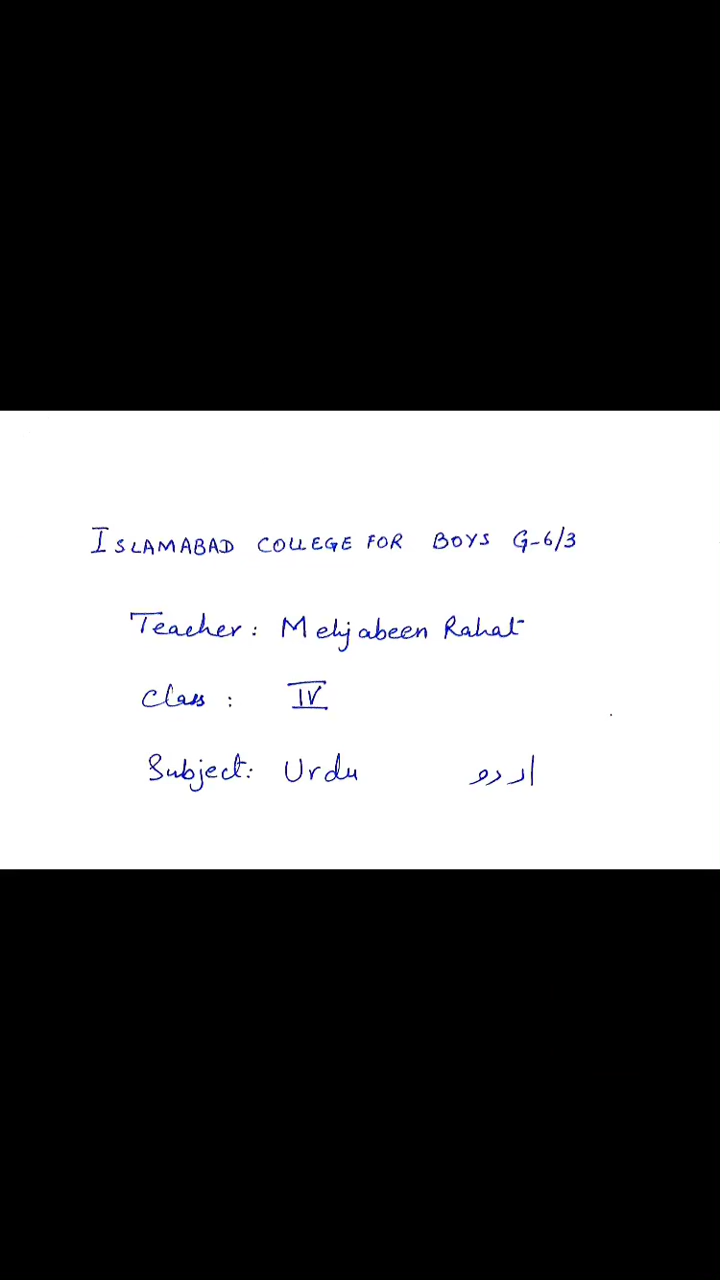 ISLAMABAD COLLEGE FOR BOYS G-6/3
Teacher: Mehjabeen Rahat
Class: IV
Subject: Urdu اردو